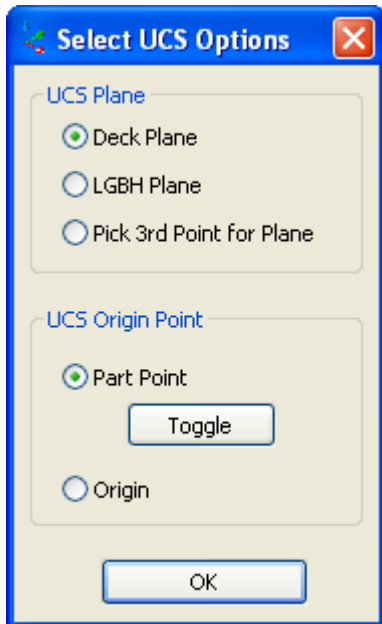 Select UCS Options
UCS Plane
Deck Plane
LGBH Plane
Pick 3rd Point for Plane
UCS Origin Point
Part Point
Toggle
Origin
OK